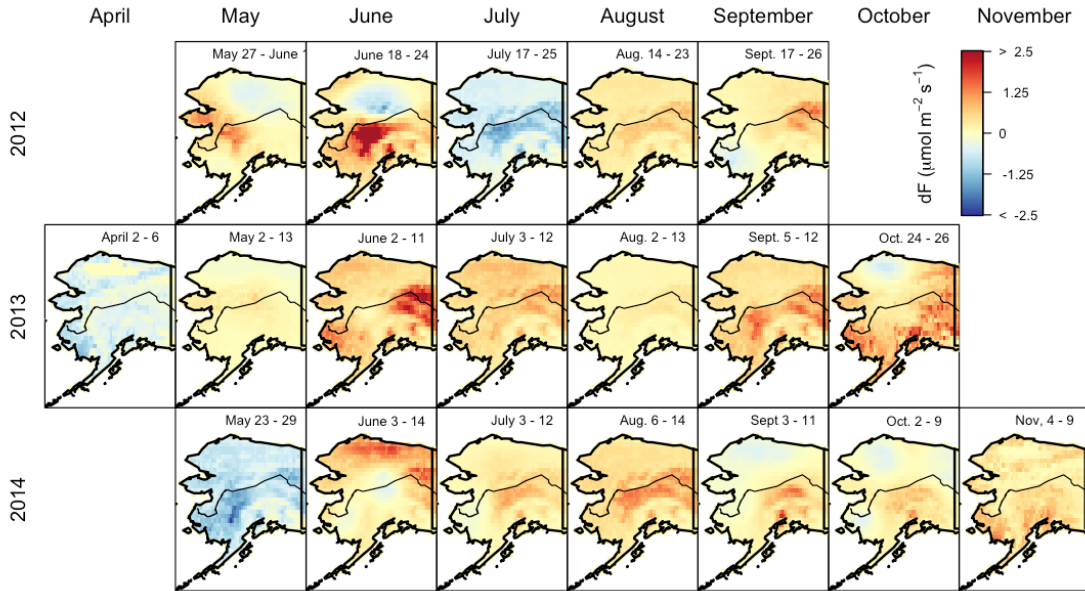 April May June July August September October November
2012
May 27 - June
June 18 - 24
July 17 - 25
Aug. 14 - 23
Sept. 17 - 26
> 2.5
1.25
0
-1.25
< -2.5
dF (μmol m⁻² s⁻¹)
2013
April 2 - 6
May 2 - 13
June 2 - 11
July 3 - 12
Aug. 2 - 13
Sept. 5 - 12
Oct. 24 - 26
2014
May 23 - 29
June 3 - 14
July 3 - 12
Aug. 6 - 14
Sept 3 - 11
Oct. 2 - 9
Nov, 4 - 9